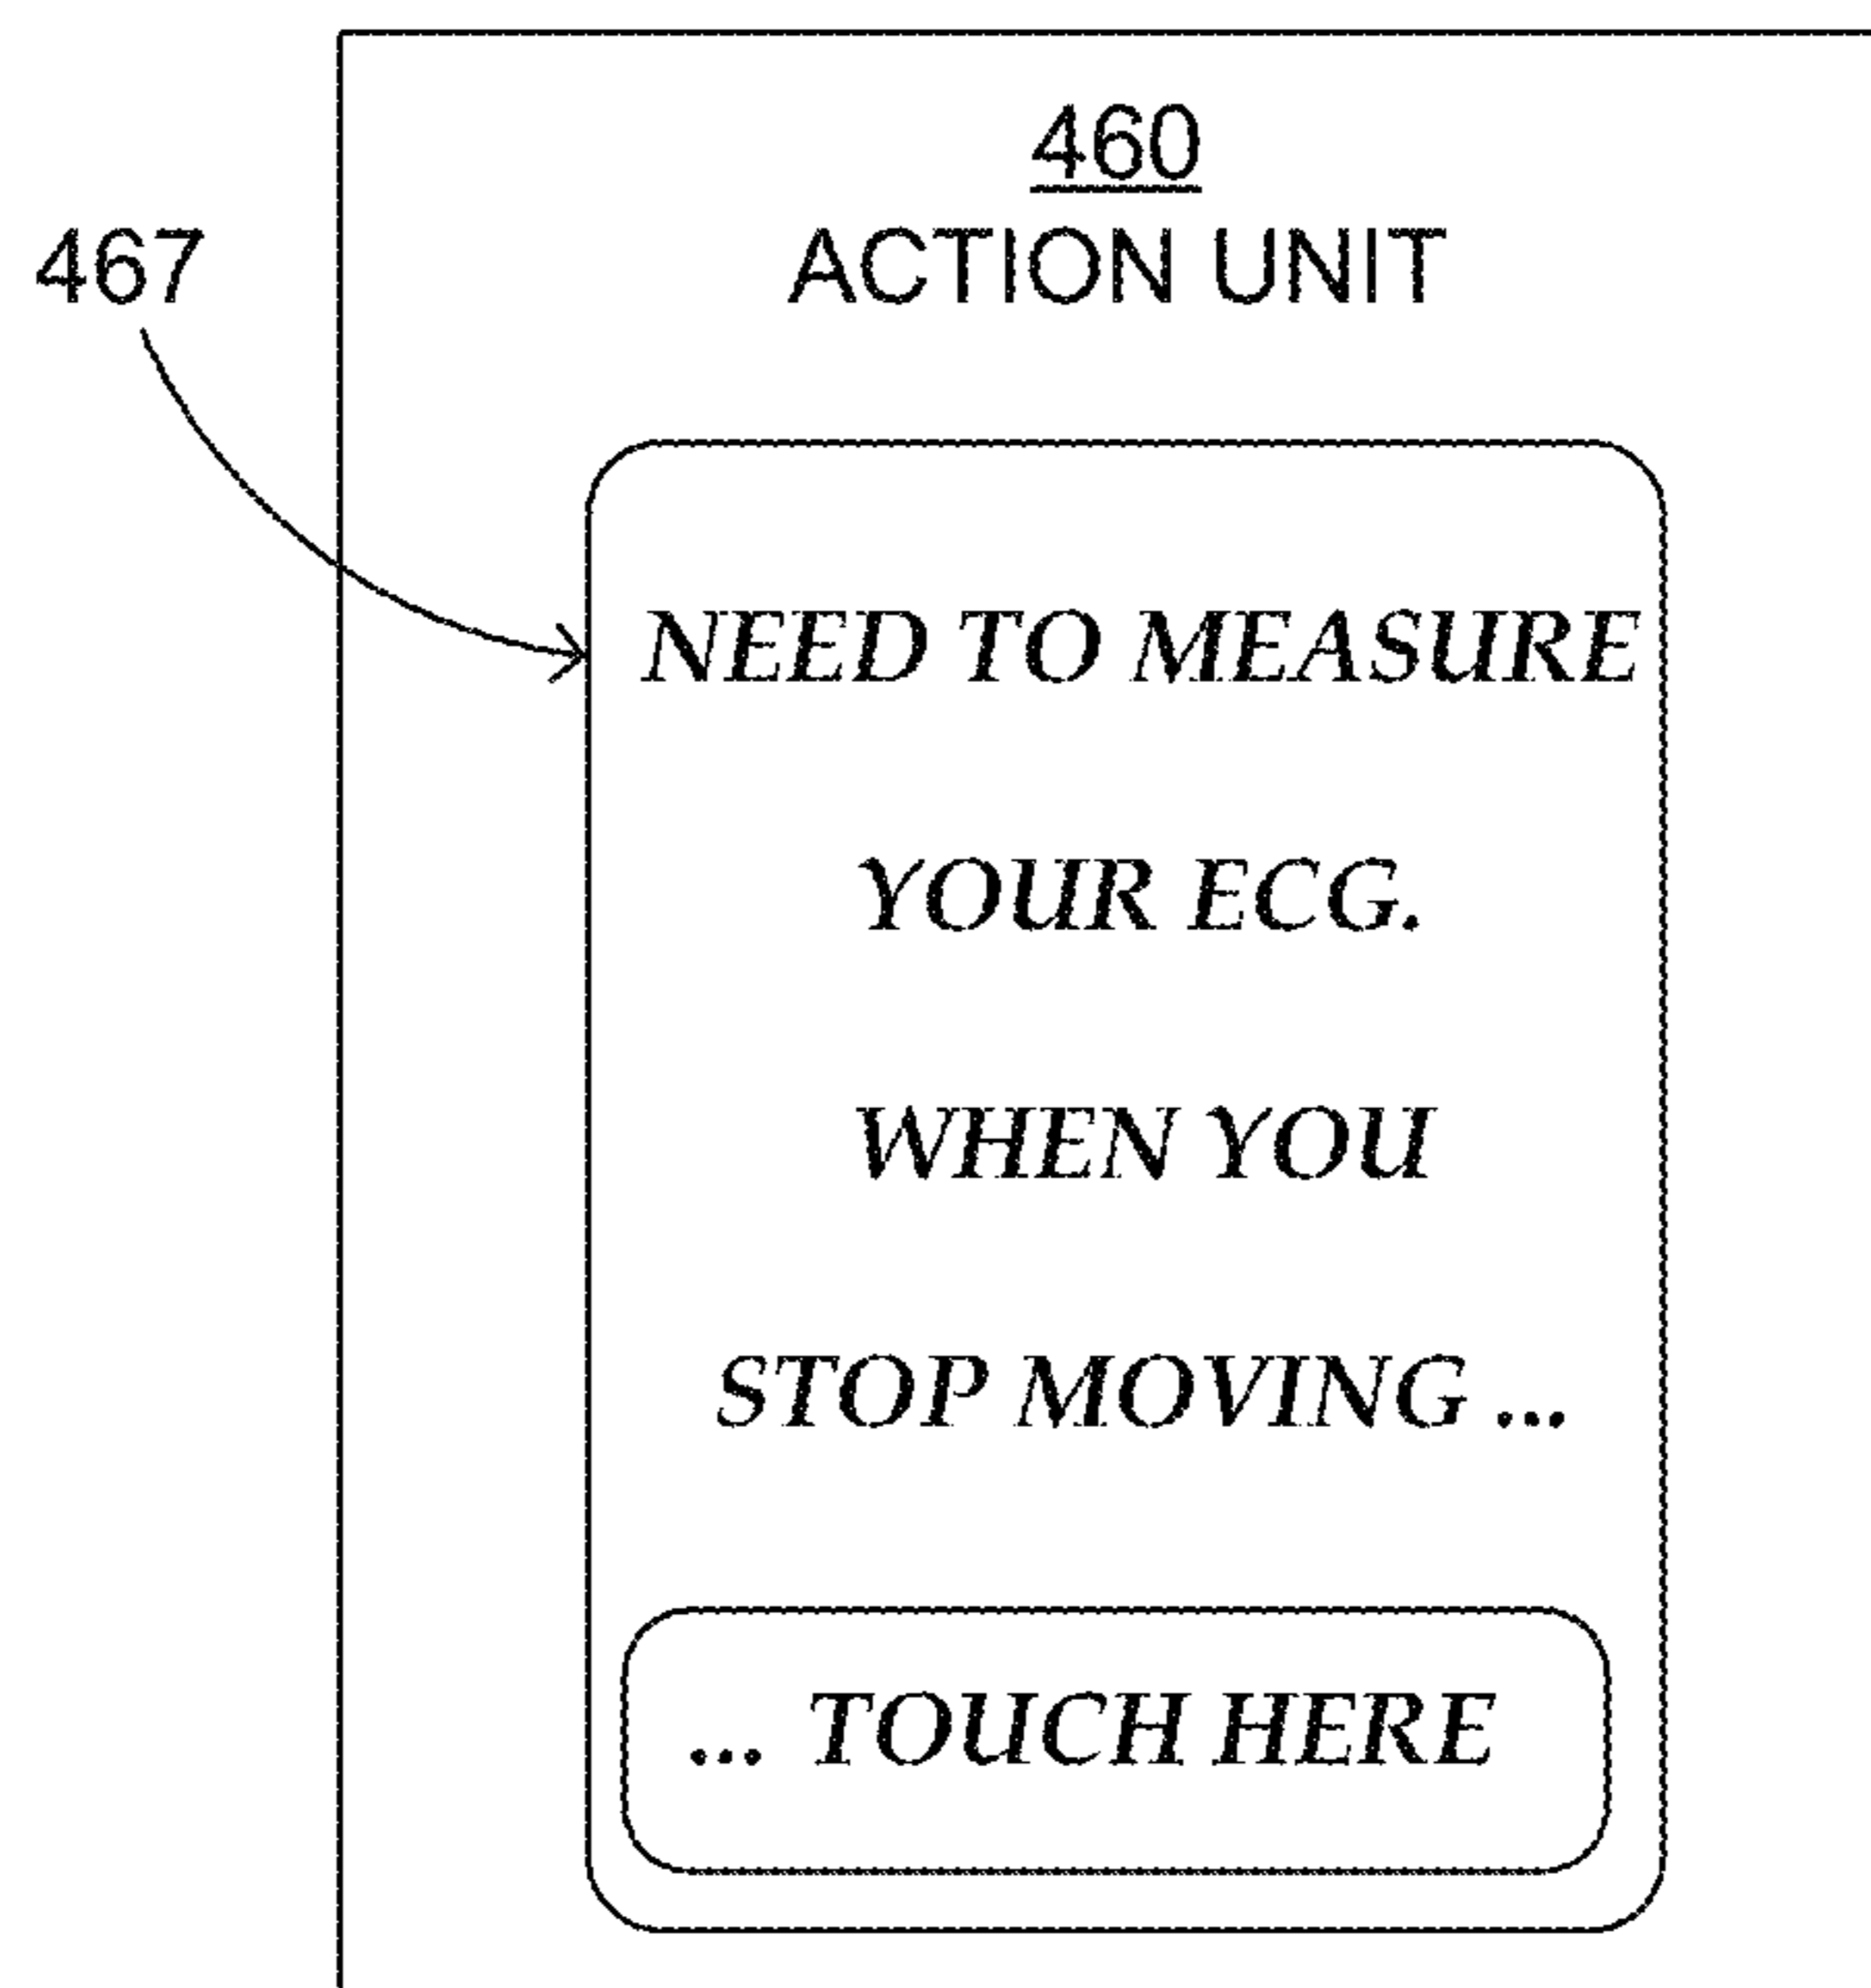 460
467
ACTION UNIT
NEED TO MEASURE
YOUR ECG.
WHEN YOU
STOP MOVING ...
... TOUCH HERE